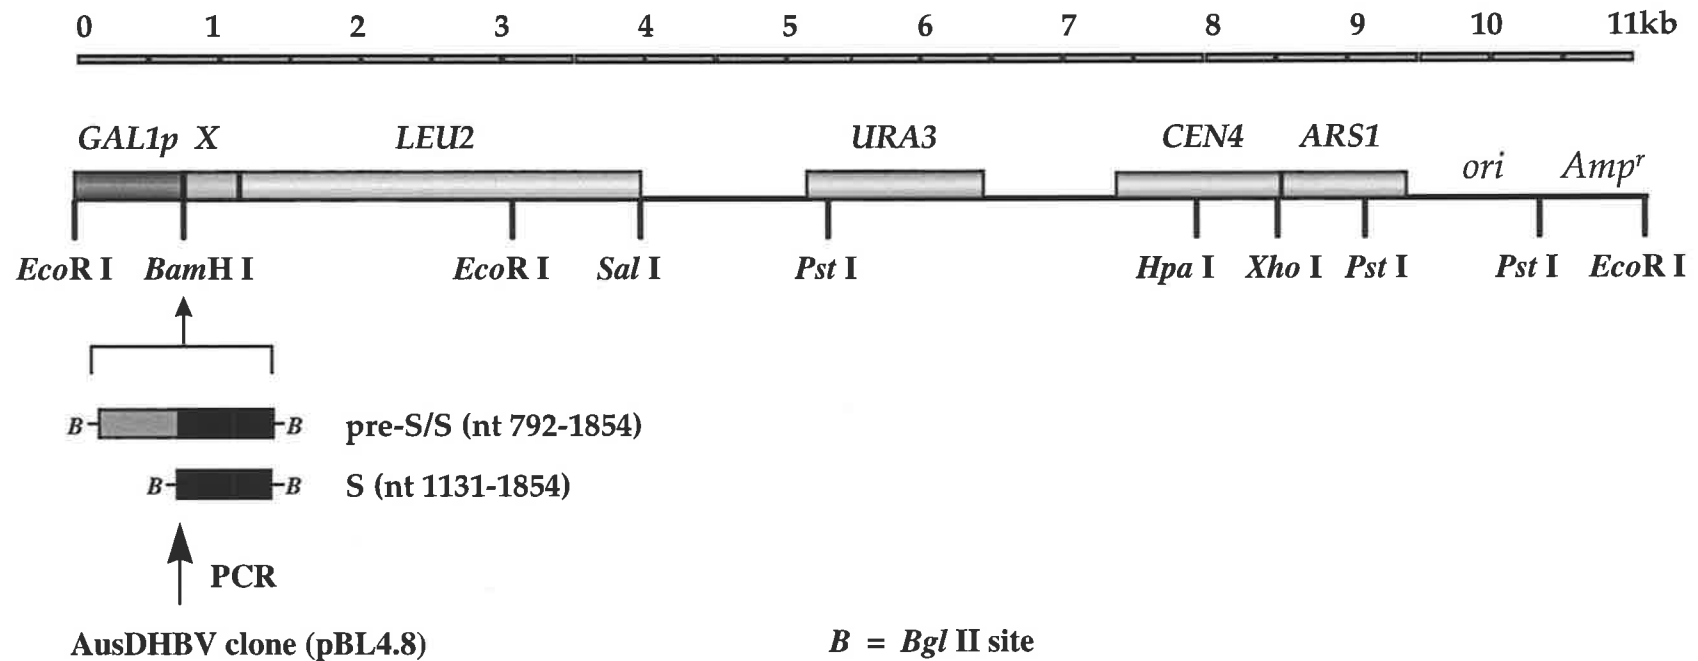 0 1 2 3 4 5 6 7 8 9 10 11kb
GAL1p X LEU2 URA3 CEN4 ARS1 ori Ampʳ
EcoR I BamH I EcoR I Sal I Pst I Hpa I Xho I Pst I Pst I EcoR I
B B pre-S/S (nt 792-1854)
B B S (nt 1131-1854)
PCR
AusDHBV clone (pBL4.8) B = Bgl II site